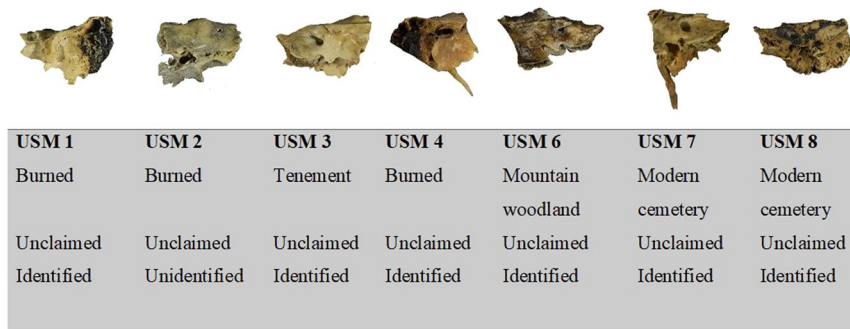 USM 1 USM 2 USM 3 USM 4 USM 6 USM 7 USM 8
Burned Burned Tenement Burned Mountain Modern Modern
woodland cemetery cemetery
Unclaimed Unclaimed Unclaimed Unclaimed Unclaimed Unclaimed Unclaimed
Identified Unidentified Identified Identified Identified Identified Identified